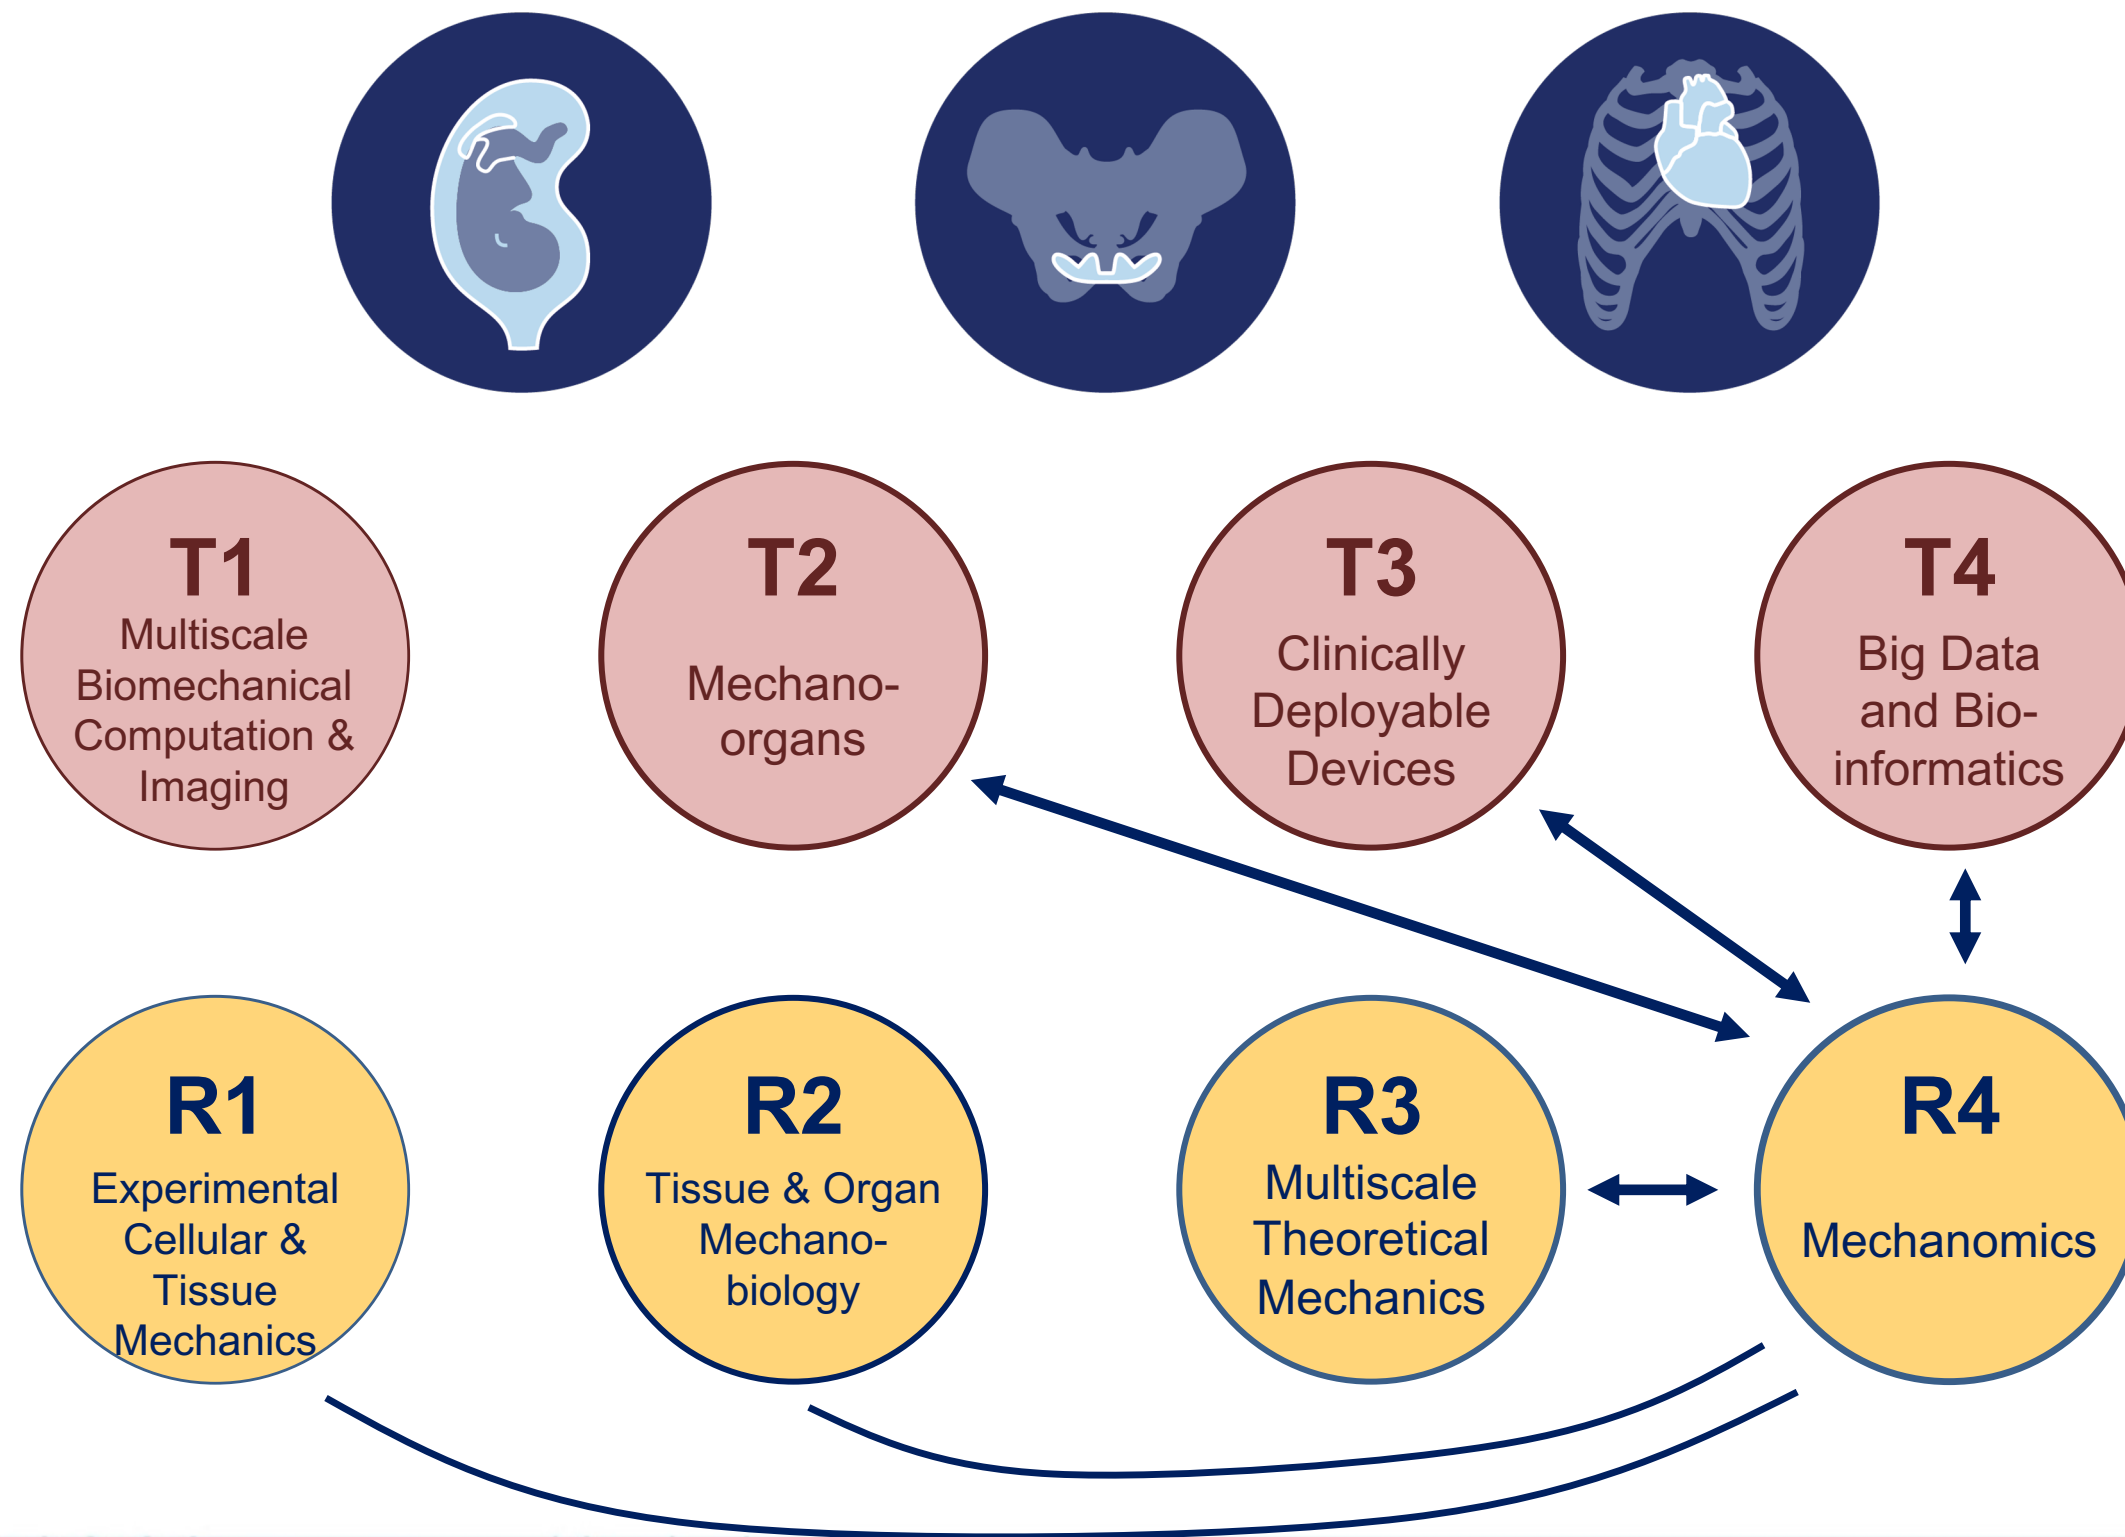 T1
Multiscale
Biomechanical
Computation &
Imaging
T2
Mechano-
organs
T3
Clinically
Deployable
Devices
T4
Big Data
and Bio-
informatics
R1
Experimental
Cellular &
Tissue
Mechanics
R2
Tissue & Organ
Mechano-
biology
R3
Multiscale
Theoretical
Mechanics
R4
Mechanomics